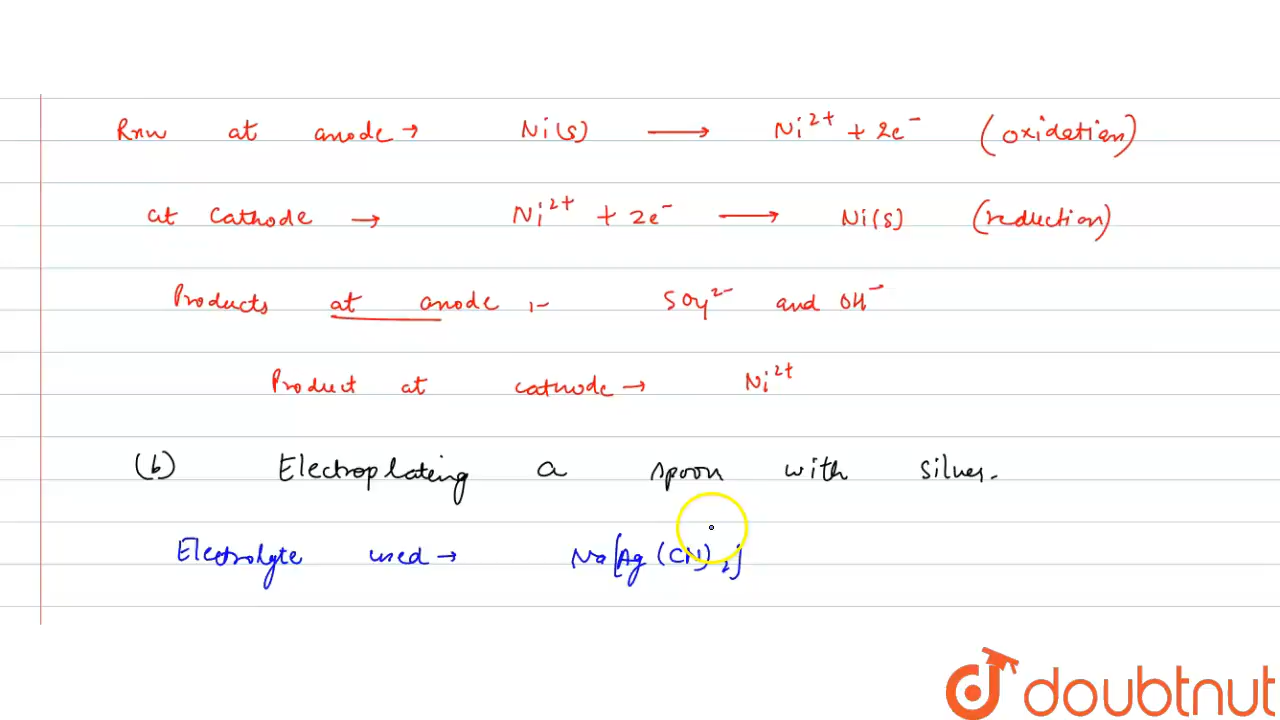 Rxn at anode → Ni(s) ⟶ Ni²⁺ + 2e⁻ (oxidation)
at cathode → Ni²⁺ + 2e⁻ ⟶ Ni(s) (reduction)
Products at anode :- SO₄²⁻ and OH⁻
Product at cathode → Ni²⁺
(b) Electroplating a spoon with silver.
Electrolyte used → Na[Ag(CN)₂]
doubtnut